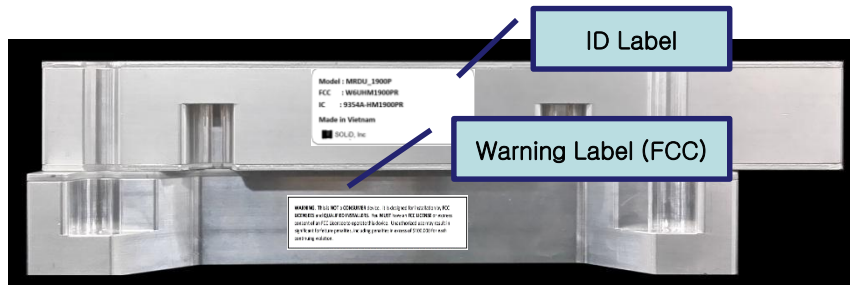 ID Label
Model : MRDU_1900P
FCC : W6UHM1900PR
IC : 9354A-HM1900PR
Made in Vietnam
SOLiD, Inc
Warning Label (FCC)
WARNING. This is NOT a CONSUMER device. It is designed for installation by FCC
LICENSEES and QUALIFIED INSTALLERS. You MUST have an FCC LICENSE or express
consent of an FCC Licensee to operate this device. Unauthorized use may result in
significant forfeiture penalties, including penalties in excess of $100,000 for each
continuing violation.